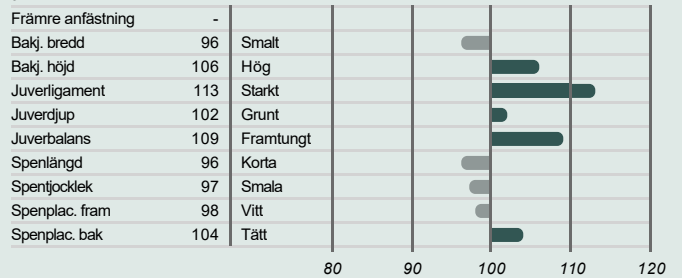 Främre anfästning -
Bakj. bredd 96 Smalt
Bakj. höjd 106 Hög
Juverligament 113 Starkt
Juverdjup 102 Grunt
Juverbalans 109 Framtungt
Spenlängd 96 Korta
Spentjocklek 97 Smala
Spenplac. fram 98 Vitt
Spenplac. bak 104 Tätt
80 90 100 110 120